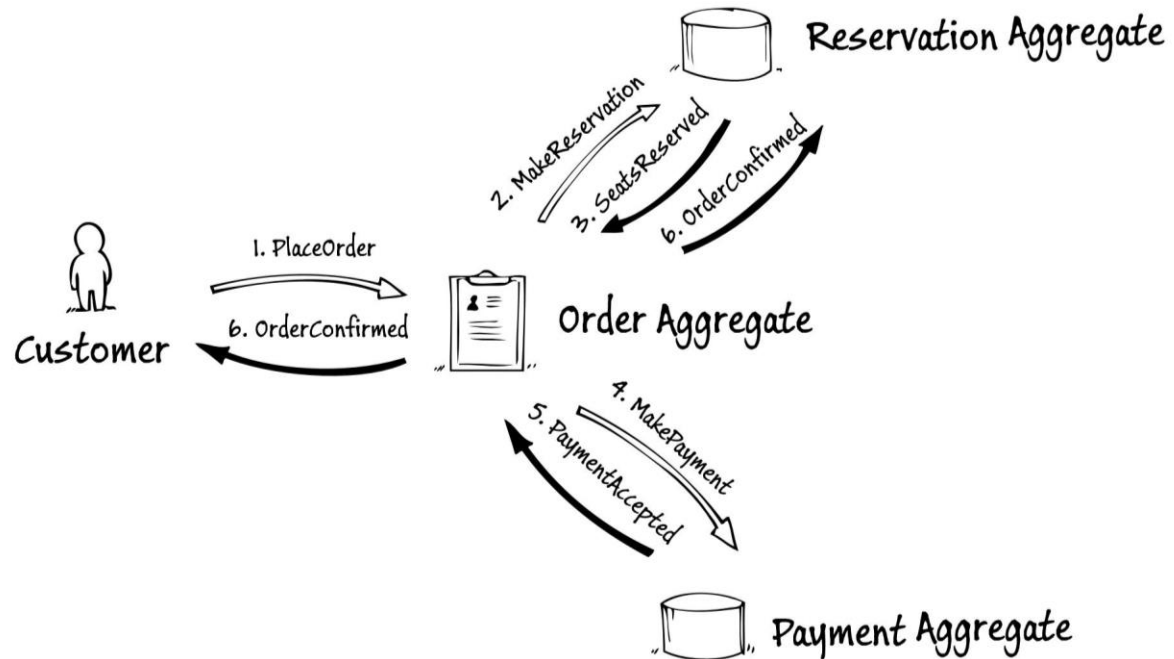 Reservation Aggregate
2. MakeReservation
3. SeatsReserved
6. OrderConfirmed
1. PlaceOrder
6. OrderConfirmed
Customer
Order Aggregate
4. MakePayment
5. PaymentAccepted
Payment Aggregate